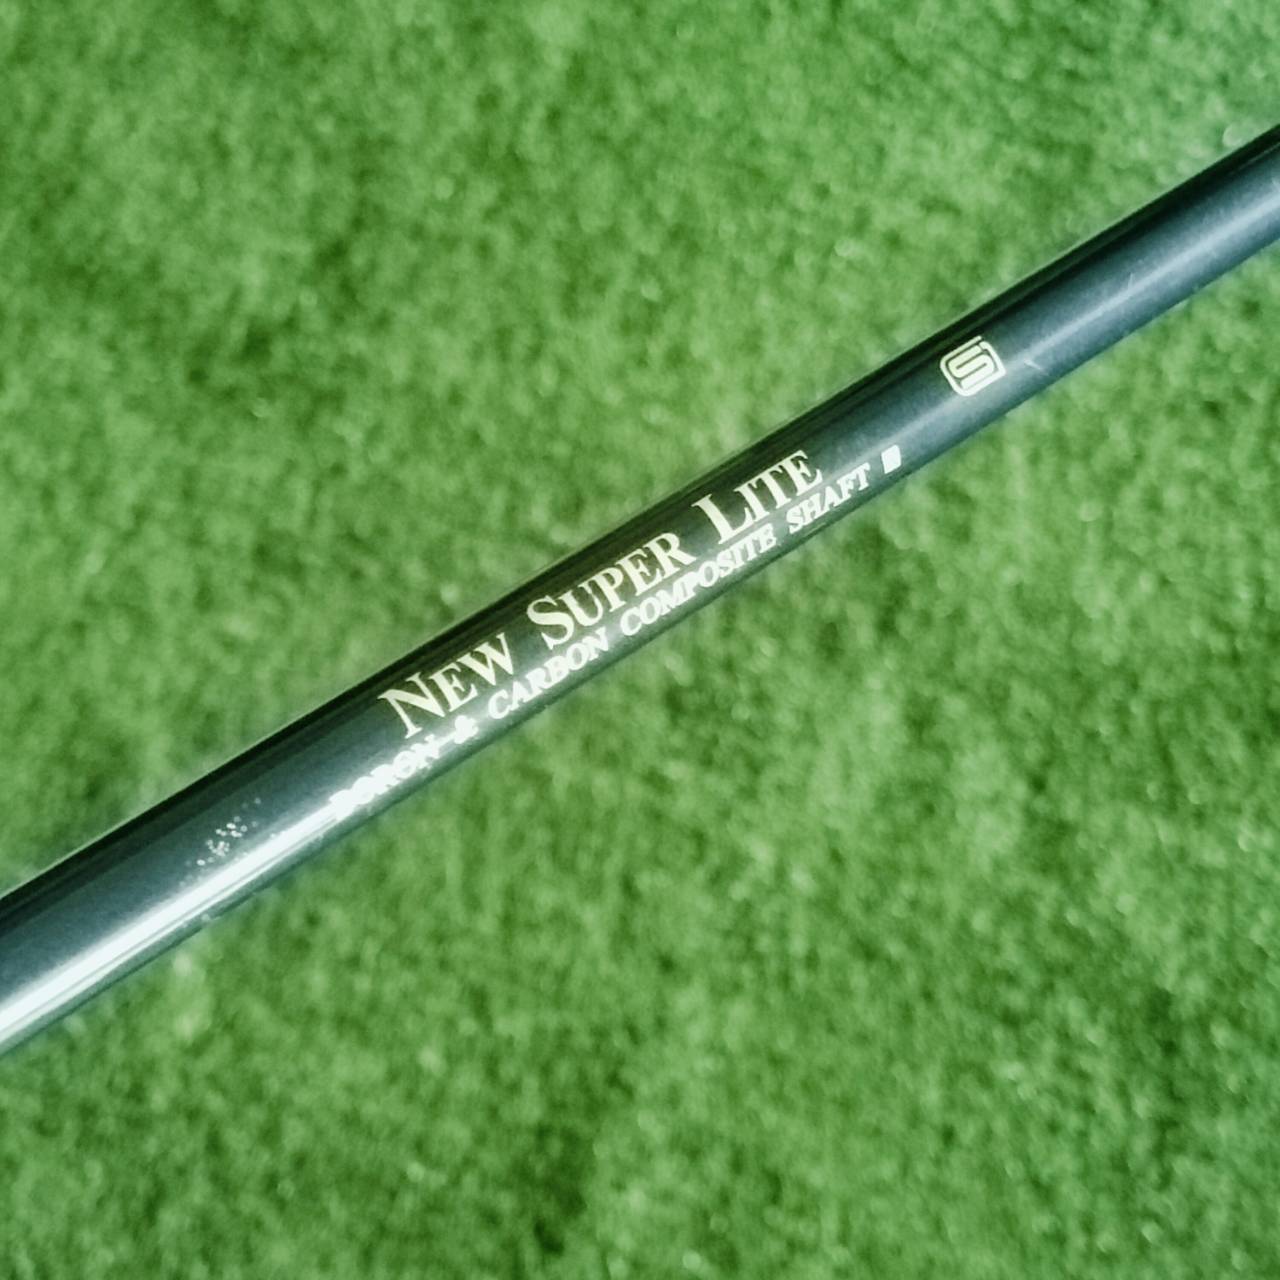 NEW SUPER LITE
BORON & CARBON COMPOSITE SHAFT
S